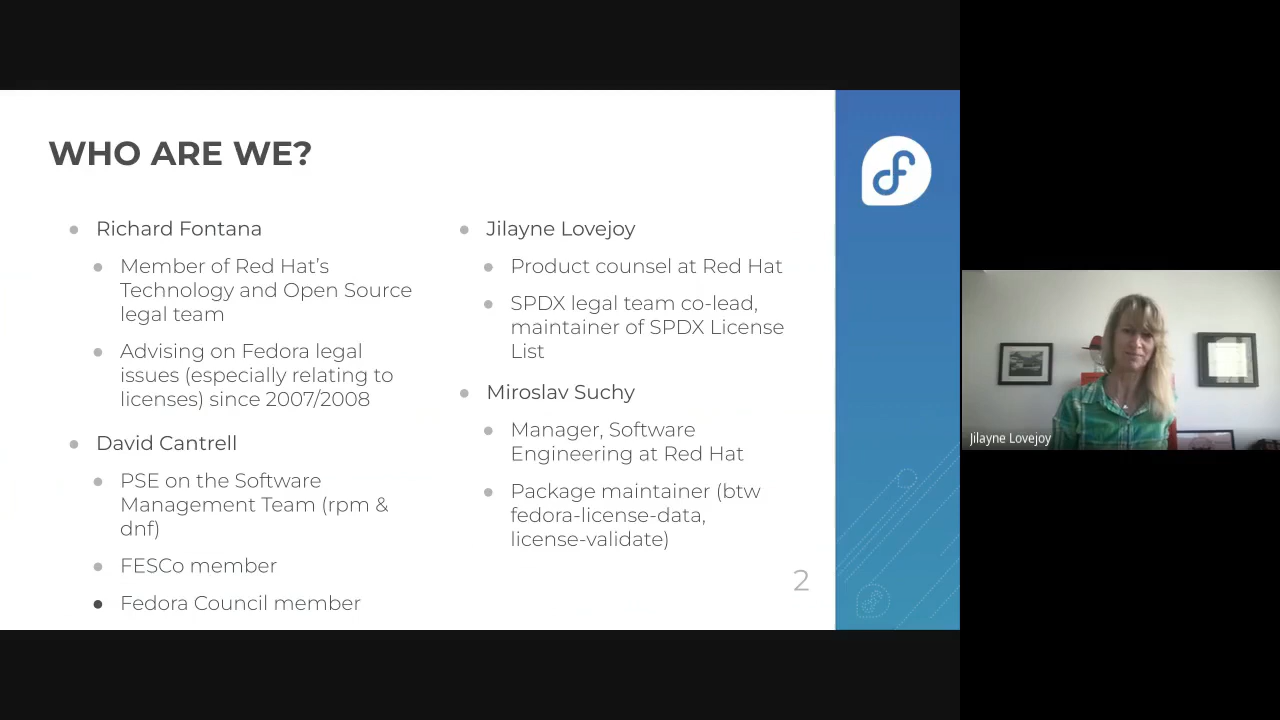 WHO ARE WE?
Richard Fontana
Member of Red Hat's
Technology and Open Source
legal team
Advising on Fedora legal
issues (especially relating to
licenses) since 2007/2008
David Cantrell
PSE on the Software
Management Team (rpm &
dnf)
FESCo member
Fedora Council member
Jilayne Lovejoy
Product counsel at Red Hat
SPDX legal team co-lead,
maintainer of SPDX License
List
Miroslav Suchy
Manager, Software
Engineering at Red Hat
Package maintainer (btw
fedora-license-data,
license-validate)
2
Jilayne Lovejoy